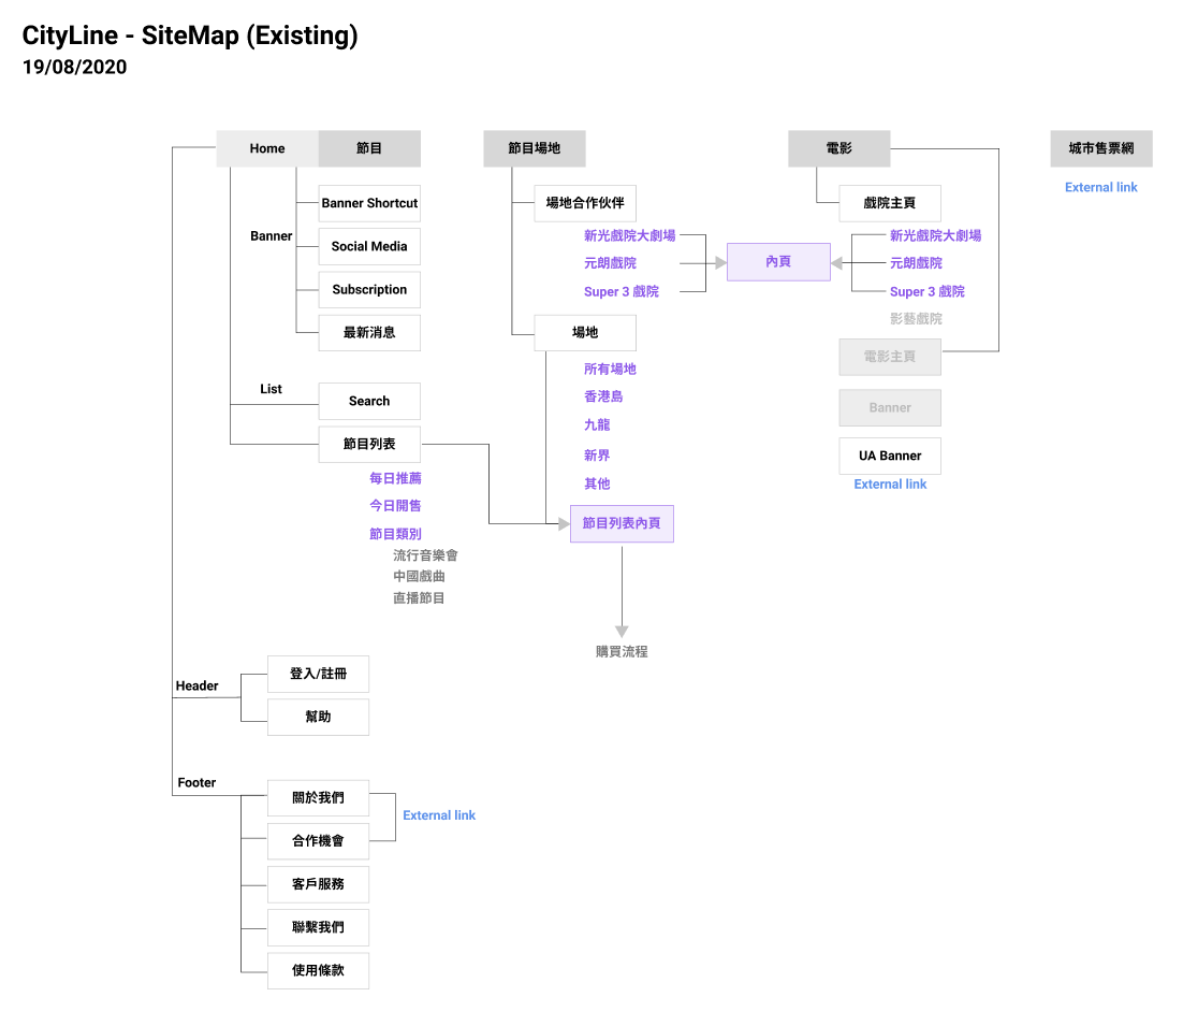 CityLine - SiteMap (Existing)
19/08/2020
Home
節目
Banner
Banner Shortcut
Social Media
Subscription
最新消息
List
Search
節目列表
每日推薦
今日開售
節目類別
流行音樂會
中國戲曲
直播節目
Header
登入/註冊
幫助
Footer
關於我們
合作機會
External link
客戶服務
聯繫我們
使用條款
節目場地
場地合作伙伴
新光戲院大劇場
元朗戲院
Super 3 戲院
內頁
場地
所有場地
香港島
九龍
新界
其他
節目列表內頁
購買流程
電影
戲院主頁
新光戲院大劇場
元朗戲院
Super 3 戲院
影藝戲院
電影主頁
Banner
UA Banner
External link
城市售票網
External link